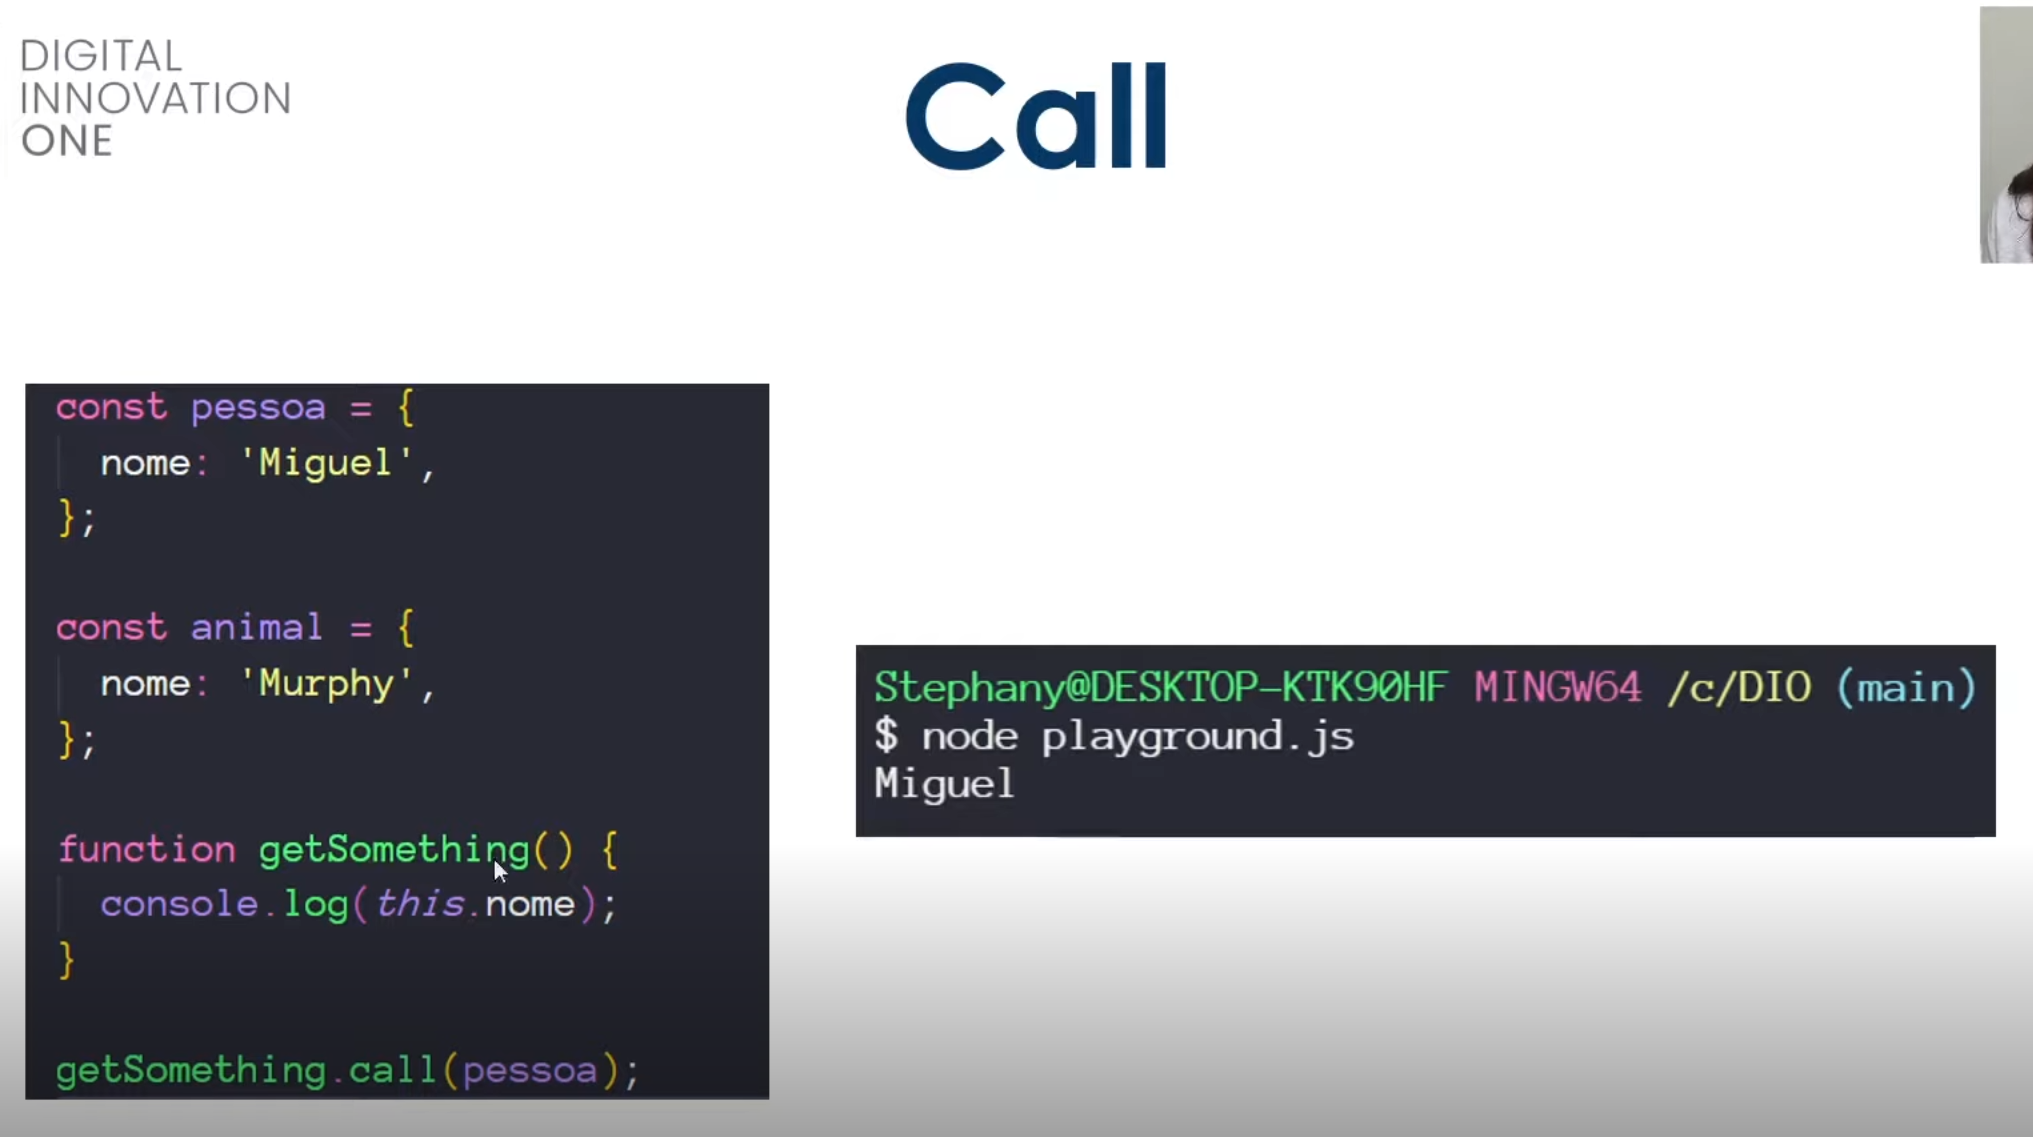 DIGITAL
INNOVATION
ONE
Call
const pessoa = {
nome: 'Miguel',
};
const animal = {
nome: 'Murphy',
};
function getSomething() {
console.log(this.nome);
}
getSomething.call(pessoa);
Stephany@DESKTOP-KTK90HF MINGW64 /c/DIO (main)
$ node playground.js
Miguel